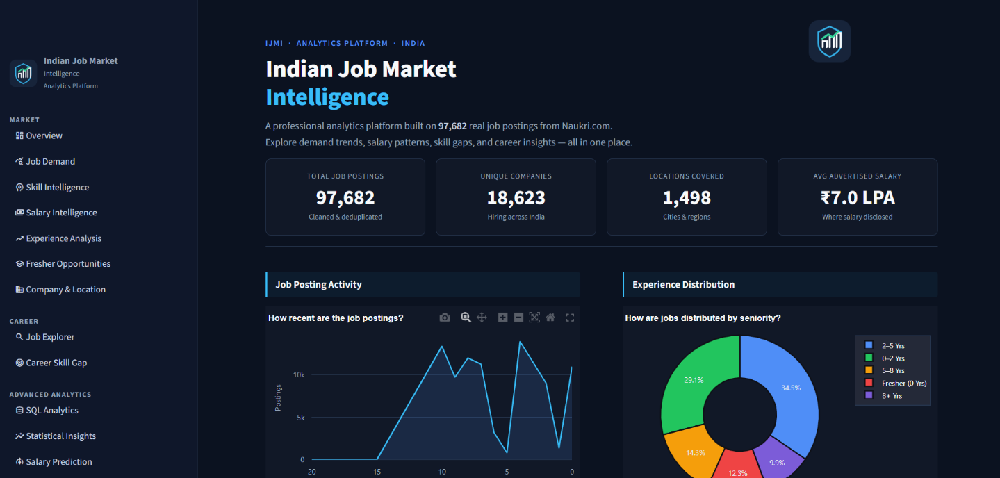 Indian Job Market
Intelligence
Analytics Platform
MARKET
Overview
Job Demand
Skill Intelligence
Salary Intelligence
Experience Analysis
Fresher Opportunities
Company & Location
CAREER
Job Explorer
Career Skill Gap
ADVANCED ANALYTICS
SQL Analytics
Statistical Insights
Salary Prediction
IJMI · ANALYTICS PLATFORM · INDIA
Indian Job Market
Intelligence
A professional analytics platform built on 97,682 real job postings from Naukri.com.
Explore demand trends, salary patterns, skill gaps, and career insights — all in one place.
TOTAL JOB POSTINGS
97,682
Cleaned & deduplicated
UNIQUE COMPANIES
18,623
Hiring across India
LOCATIONS COVERED
1,498
Cities & regions
AVG ADVERTISED SALARY
₹7.0 LPA
Where salary disclosed
Job Posting Activity
How recent are the job postings?
Postings
10k
5k
0
20 15 10 5 0
Experience Distribution
How are jobs distributed by seniority?
29.1%
34.5%
14.3%
12.3%
9.9%
2–5 Yrs
0–2 Yrs
5–8 Yrs
Fresher (0 Yrs)
8+ Yrs